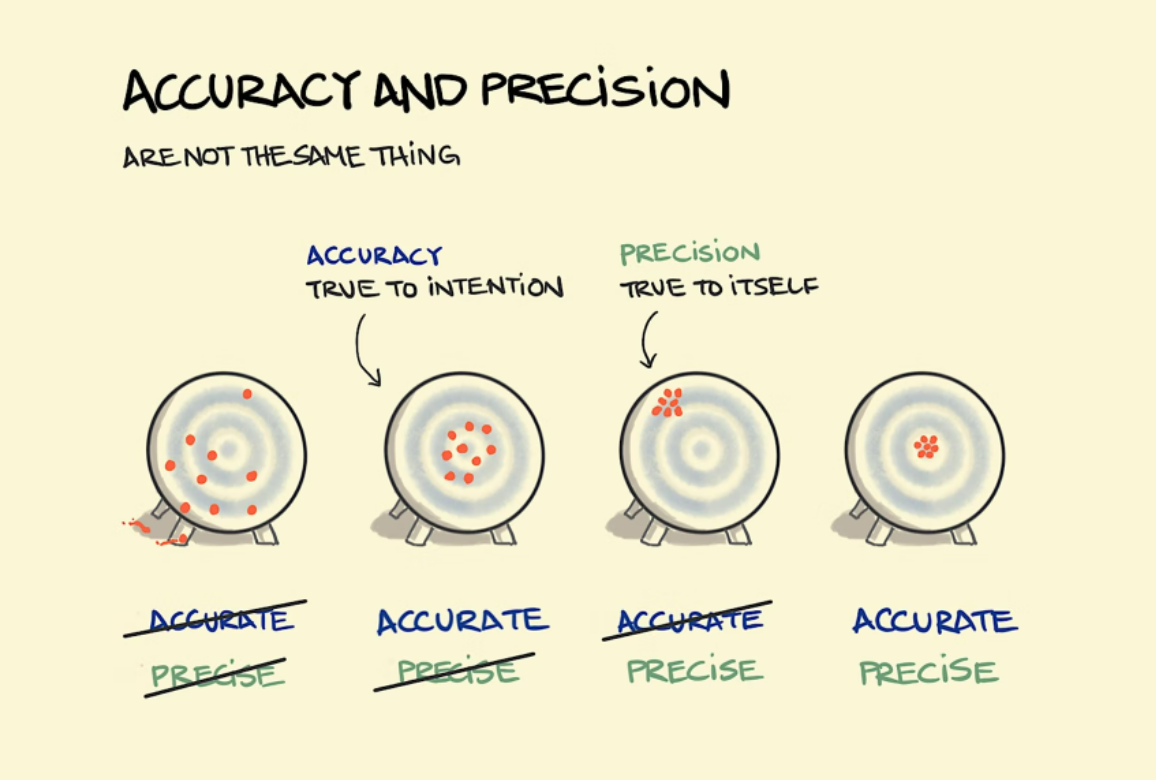 ACCURACY AND PRECISION
ARE NOT THE SAME THING
ACCURACY
TRUE TO INTENTION
PRECISION
TRUE TO ITSELF
ACCURATE
PRECISE
ACCURATE
PRECISE
ACCURATE
PRECISE
ACCURATE
PRECISE